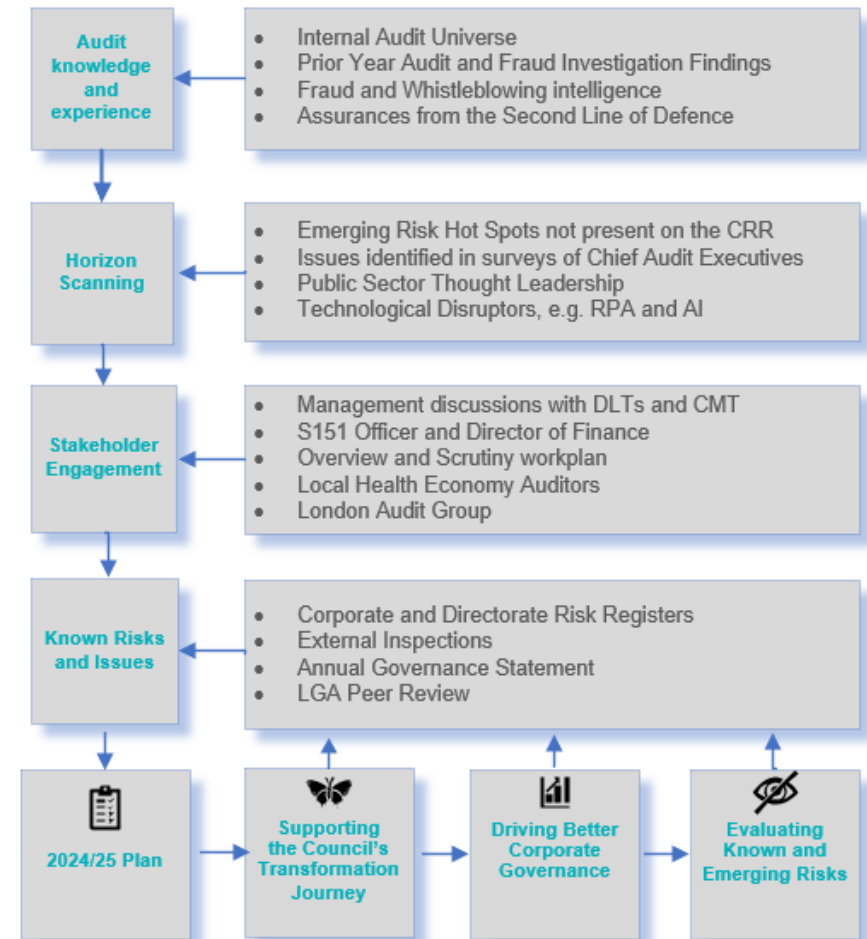 Audit
knowledge
and
experience
Internal Audit Universe
Prior Year Audit and Fraud Investigation Findings
Fraud and Whistleblowing intelligence
Assurances from the Second Line of Defence
Horizon
Scanning
Emerging Risk Hot Spots not present on the CRR
Issues identified in surveys of Chief Audit Executives
Public Sector Thought Leadership
Technological Disruptors, e.g. RPA and AI
Stakeholder
Engagement
Management discussions with DLTs and CMT
S151 Officer and Director of Finance
Overview and Scrutiny workplan
Local Health Economy Auditors
London Audit Group
Known Risks
and Issues
Corporate and Directorate Risk Registers
External Inspections
Annual Governance Statement
LGA Peer Review
2024/25 Plan
Supporting
the Council's
Transformation
Journey
Driving Better
Corporate
Governance
Evaluating
Known and
Emerging Risks